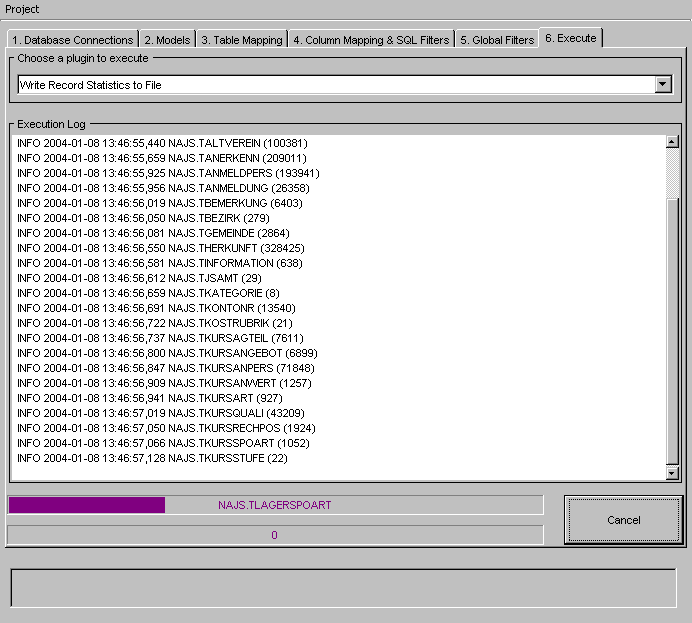 Project
1. Database Connections 2. Models 3. Table Mapping 4. Column Mapping & SQL Filters 5. Global Filters 6. Execute
Choose a plugin to execute
Write Record Statistics to File
Execution Log
INFO 2004-01-08 13:46:55,440 NAJS.TALTVEREIN (100381)
INFO 2004-01-08 13:46:55,659 NAJS.TANERKENN (209011)
INFO 2004-01-08 13:46:55,925 NAJS.TANMELDPERS (193941)
INFO 2004-01-08 13:46:55,956 NAJS.TANMELDUNG (26358)
INFO 2004-01-08 13:46:56,019 NAJS.TBEMERKUNG (6403)
INFO 2004-01-08 13:46:56,050 NAJS.TBEZIRK (279)
INFO 2004-01-08 13:46:56,081 NAJS.TGEMEINDE (2864)
INFO 2004-01-08 13:46:56,550 NAJS.THERKUNFT (328425)
INFO 2004-01-08 13:46:56,581 NAJS.TINFORMATION (638)
INFO 2004-01-08 13:46:56,612 NAJS.TJSAMT (29)
INFO 2004-01-08 13:46:56,659 NAJS.TKATEGORIE (8)
INFO 2004-01-08 13:46:56,691 NAJS.TKONTONR (13540)
INFO 2004-01-08 13:46:56,722 NAJS.TKOSTRUBRIK (21)
INFO 2004-01-08 13:46:56,737 NAJS.TKURSAGTEIL (7611)
INFO 2004-01-08 13:46:56,800 NAJS.TKURSANGEBOT (6899)
INFO 2004-01-08 13:46:56,847 NAJS.TKURSANPERS (71848)
INFO 2004-01-08 13:46:56,909 NAJS.TKURSANWERT (1257)
INFO 2004-01-08 13:46:56,941 NAJS.TKURSART (927)
INFO 2004-01-08 13:46:57,019 NAJS.TKURSQUALI (43209)
INFO 2004-01-08 13:46:57,050 NAJS.TKURSRECHPOS (1924)
INFO 2004-01-08 13:46:57,066 NAJS.TKURSSPOART (1052)
INFO 2004-01-08 13:46:57,128 NAJS.TKURSSTUFE (22)
NAJS.TLAGERSPOART
Cancel
0